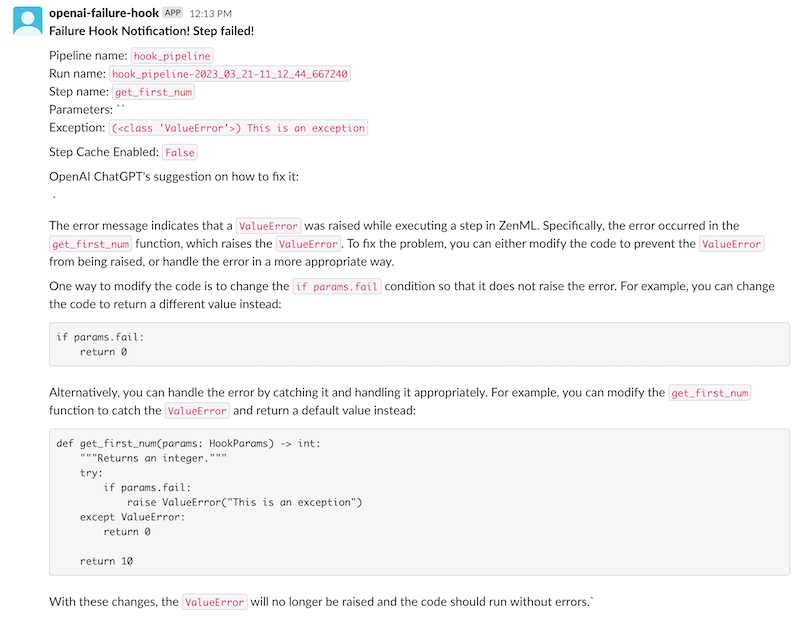 openai-failure-hook APP 12:13 PM
Failure Hook Notification! Step failed!
Pipeline name: hook_pipeline
Run name: hook_pipeline-2023_03_21-11_12_44_667240
Step name: get_first_num
Parameters: ``
Exception: (<class 'ValueError'>) This is an exception
Step Cache Enabled: False
OpenAI ChatGPT's suggestion on how to fix it:
`
The error message indicates that a ValueError was raised while executing a step in ZenML. Specifically, the error occurred in the
get_first_num function, which raises the ValueError. To fix the problem, you can either modify the code to prevent the ValueError
from being raised, or handle the error in a more appropriate way.
One way to modify the code is to change the if params.fail condition so that it does not raise the error. For example, you can change
the code to return a different value instead:
if params.fail:
    return 0
Alternatively, you can handle the error by catching it and handling it appropriately. For example, you can modify the get_first_num
function to catch the ValueError and return a default value instead:
def get_first_num(params: HookParams) -> int:
    """Returns an integer."""
    try:
        if params.fail:
            raise ValueError("This is an exception")
    except ValueError:
        return 0
    return 10
With these changes, the ValueError will no longer be raised and the code should run without errors.`